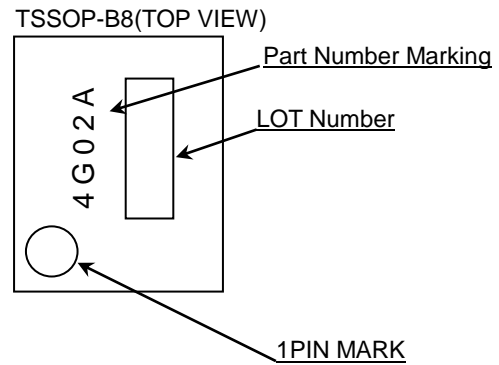 TSSOP-B8(TOP VIEW)
Part Number Marking
4G02A
LOT Number
1PIN MARK